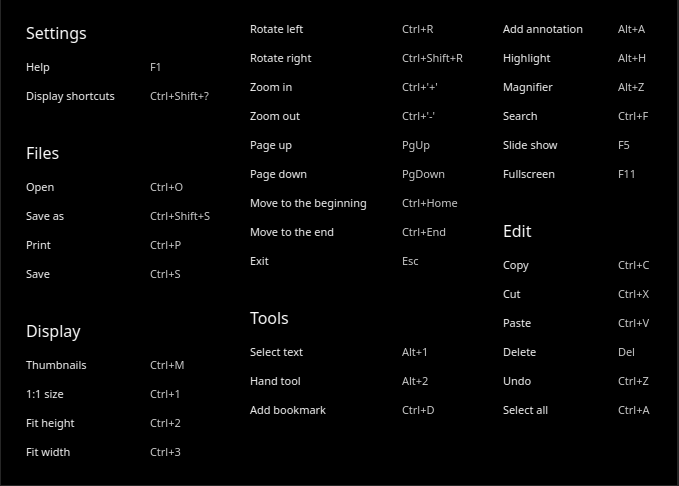 Settings
Help F1
Display shortcuts Ctrl+Shift+?
Files
Open Ctrl+O
Save as Ctrl+Shift+S
Print Ctrl+P
Save Ctrl+S
Display
Thumbnails Ctrl+M
1:1 size Ctrl+1
Fit height Ctrl+2
Fit width Ctrl+3
Rotate left Ctrl+R
Rotate right Ctrl+Shift+R
Zoom in Ctrl+'+'
Zoom out Ctrl+'-'
Page up PgUp
Page down PgDown
Move to the beginning Ctrl+Home
Move to the end Ctrl+End
Exit Esc
Tools
Select text Alt+1
Hand tool Alt+2
Add bookmark Ctrl+D
Add annotation Alt+A
Highlight Alt+H
Magnifier Alt+Z
Search Ctrl+F
Slide show F5
Fullscreen F11
Edit
Copy Ctrl+C
Cut Ctrl+X
Paste Ctrl+V
Delete Del
Undo Ctrl+Z
Select all Ctrl+A